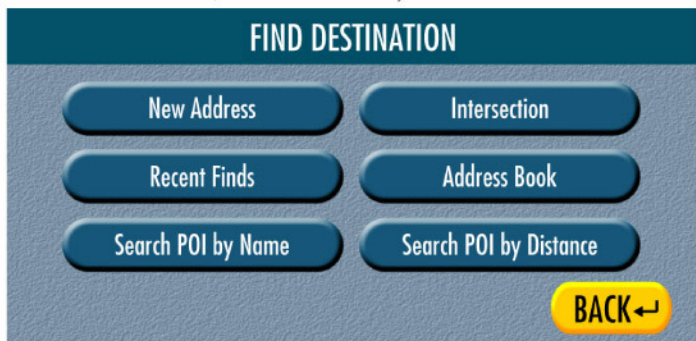 FIND DESTINATION
New Address
Intersection
Recent Finds
Address Book
Search POI by Name
Search POI by Distance
BACK